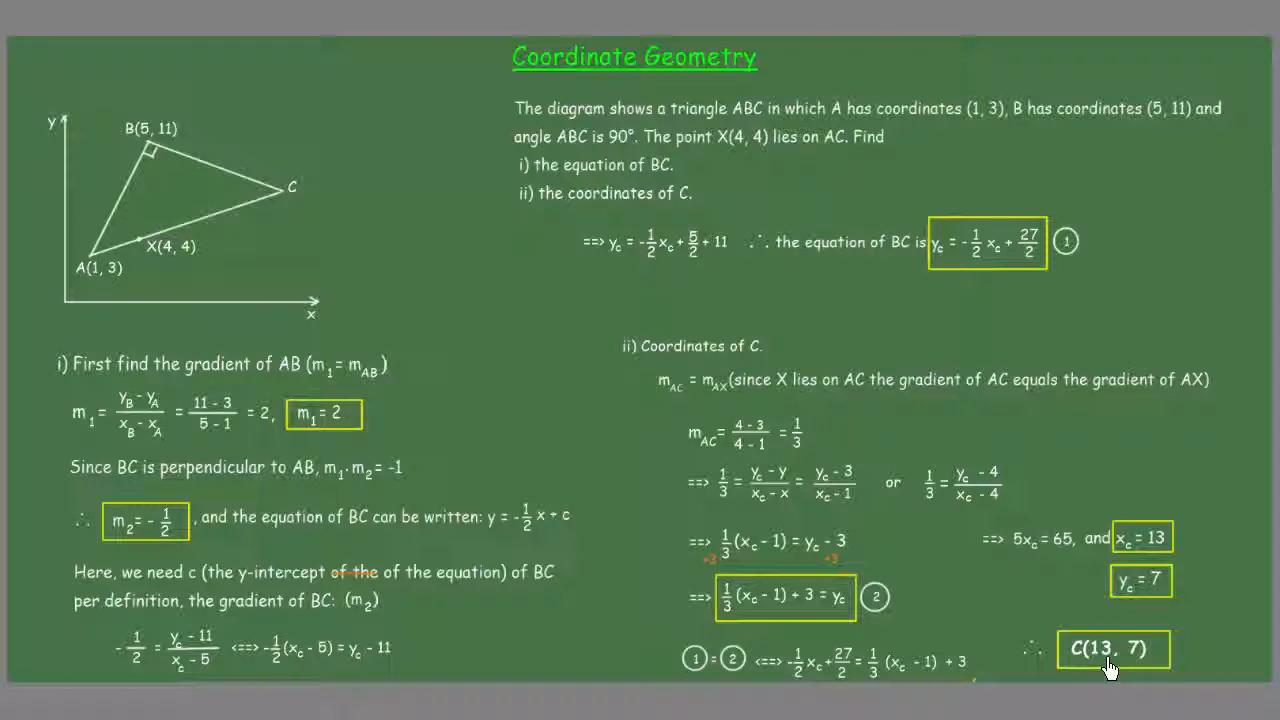 Coordinate Geometry
The diagram shows a triangle ABC in which A has coordinates (1, 3), B has coordinates (5, 11) and
angle ABC is 90°. The point X(4, 4) lies on AC. Find
i) the equation of BC.
ii) the coordinates of C.
y
B(5, 11)
C
X(4, 4)
A(1, 3)
x
==> y_c = -1/2 x_c + 5/2 + 11 ∴ the equation of BC is y_c = -1/2 x_c + 27/2 1
i) First find the gradient of AB (m_1 = m_AB)
m_1 = (y_B - y_A)/(x_B - x_A) = (11 - 3)/(5 - 1) = 2, m_1 = 2
Since BC is perpendicular to AB, m_1·m_2 = -1
∴ m_2 = -1/2, and the equation of BC can be written: y = -1/2 x + c
Here, we need c (the y-intercept of the of the equation) of BC
per definition, the gradient of BC: (m_2)
-1/2 = (y_c - 11)/(x_c - 5) <==> -1/2 (x_c - 5) = y_c - 11
ii) Coordinates of C.
m_AC = m_AX (since X lies on AC the gradient of AC equals the gradient of AX)
m_AC = (4 - 3)/(4 - 1) = 1/3
==> 1/3 = (y_c - y)/(x_c - x) = (y_c - 3)/(x_c - 1) or 1/3 = (y_c - 4)/(x_c - 4)
==> 1/3 (x_c - 1) = y_c - 3
+3 +3
==> 1/3 (x_c - 1) + 3 = y_c 2
1 = 2 <==> -1/2 x_c + 27/2 = 1/3 (x_c - 1) + 3
==> 5x_c = 65, and x_c = 13
y_c = 7
∴ C(13, 7)